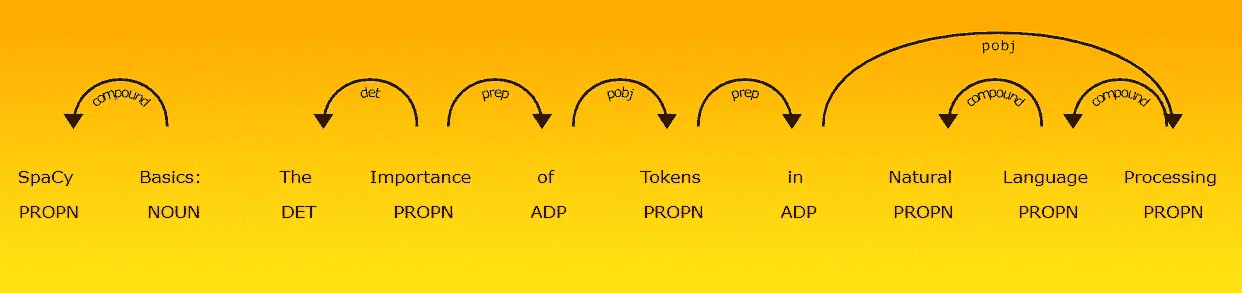 pobj
compound det prep pobj prep compound compound
SpaCy Basics: The Importance of Tokens in Natural Language Processing
PROPN NOUN DET PROPN ADP PROPN ADP PROPN PROPN PROPN